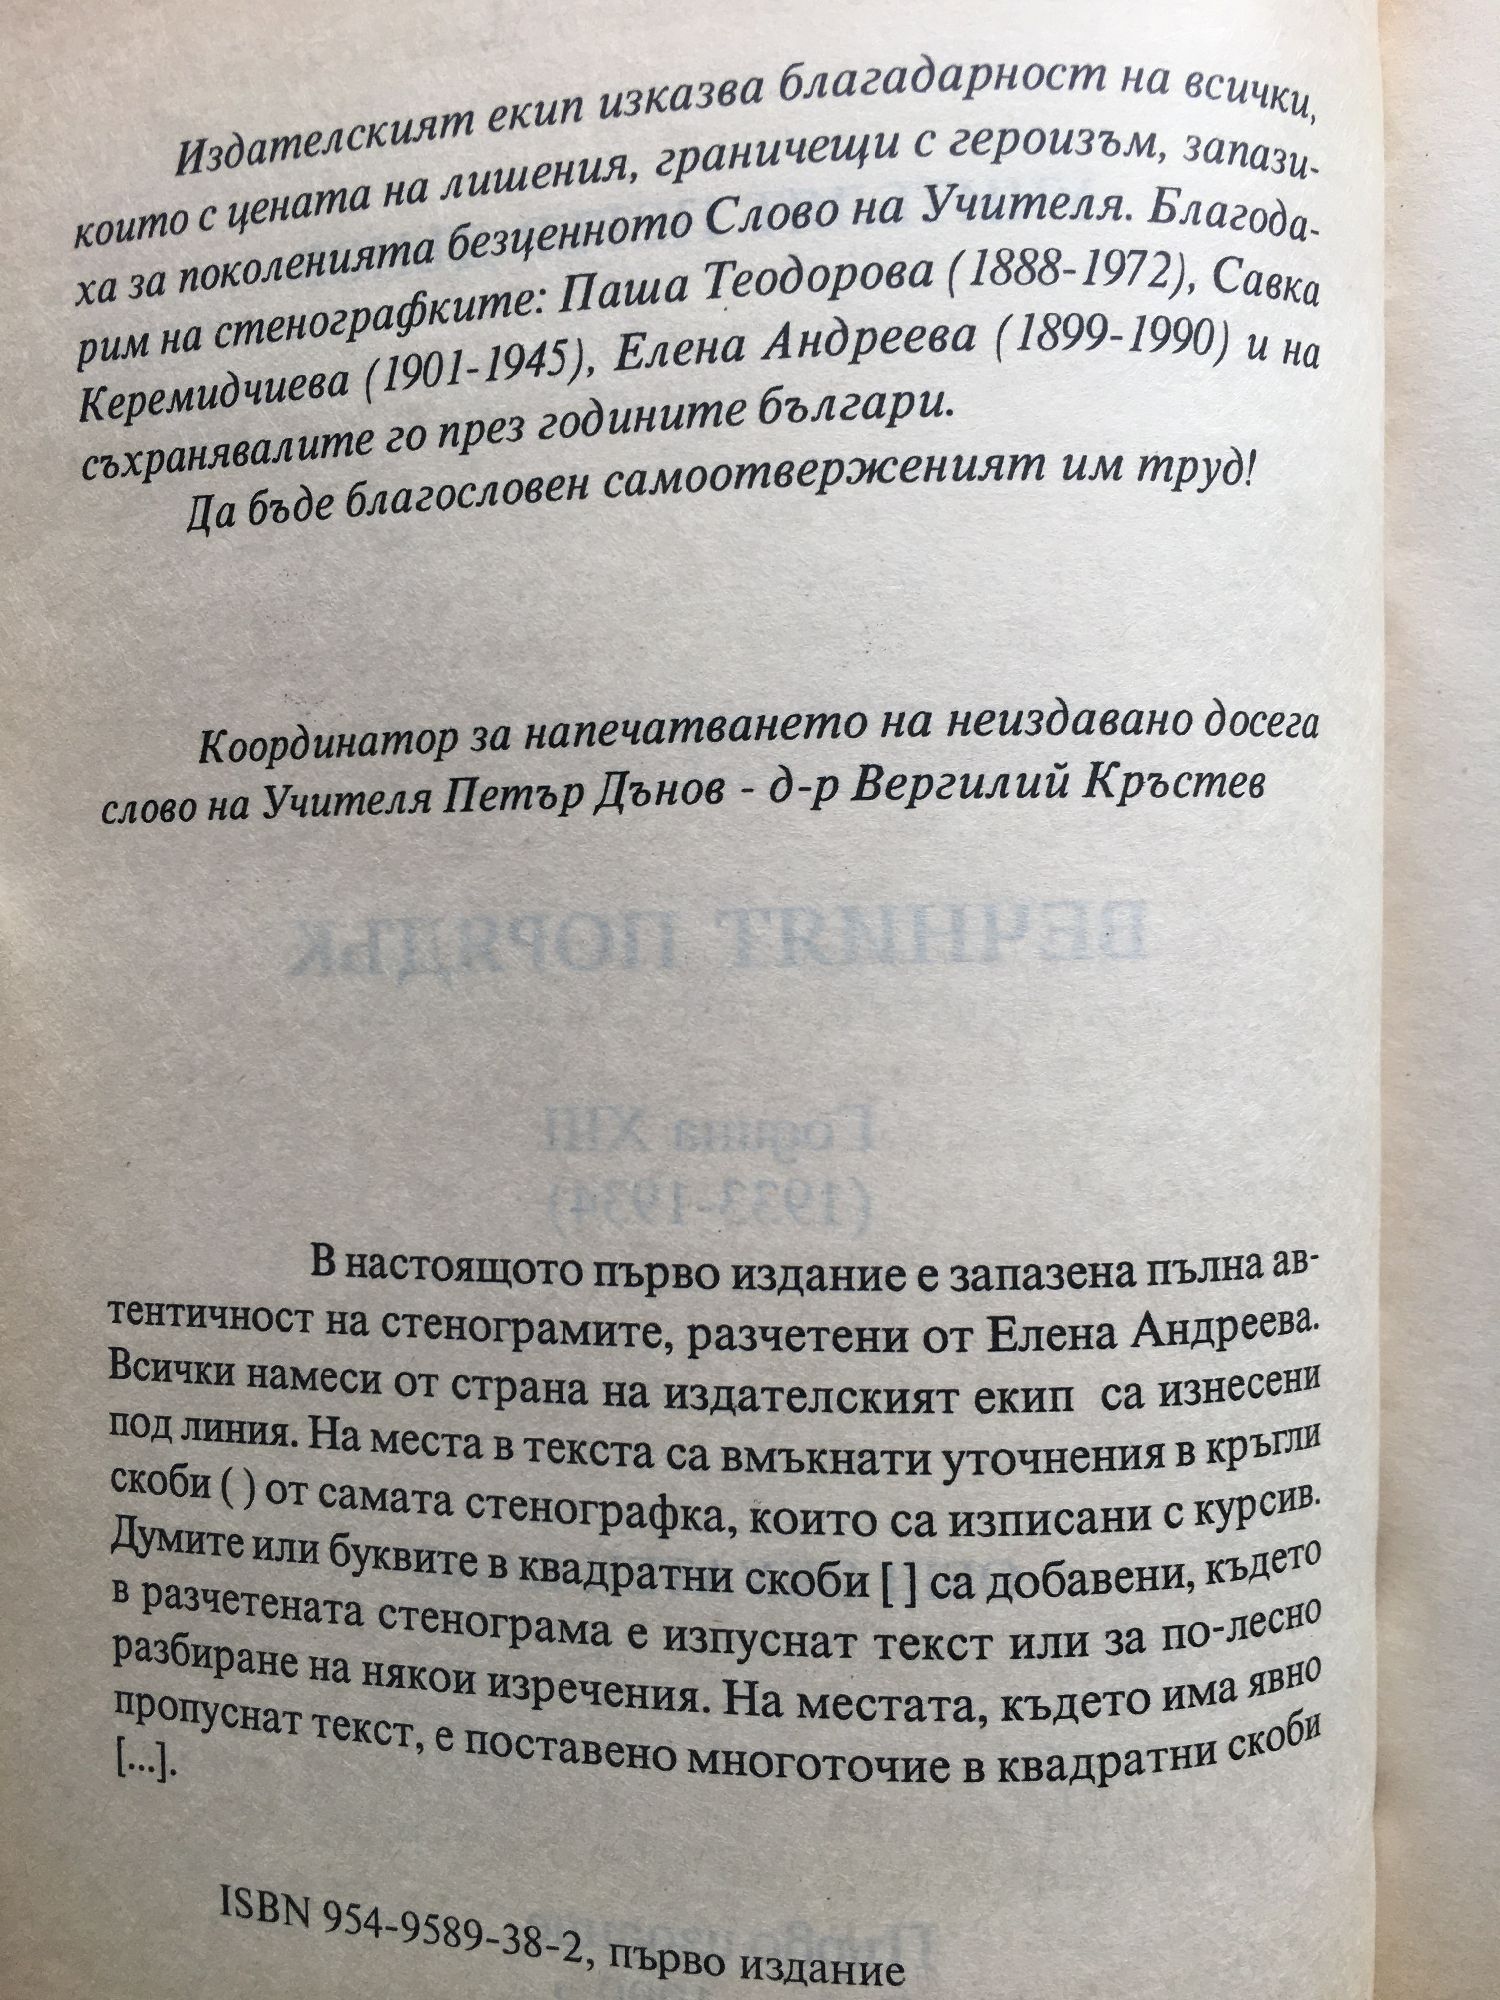 Издателският екип изказва благадарност на всички,
които с цената на лишения, граничещи с героизъм, запази-
ха за поколенията безценното Слово на Учителя. Благода-
рим на стенографките: Паша Теодорова (1888-1972), Савка
Керемидчиева (1901-1945), Елена Андреева (1899-1990) и на
съхранявалите го през годините българи.
Да бъде благословен самоотверженият им труд!
Координатор за напечатването на неиздавано досега
слово на Учителя Петър Дънов - д-р Вергилий Кръстев
ВЕЧНИЯТ ПОРЯДЪК
Година XIII
(1933-1934)
В настоящото първо издание е запазена пълна ав-
тентичност на стенограмите, разчетени от Елена Андреева.
Всички намеси от страна на издателският екип са изнесени
под линия. На места в текста са вмъкнати уточнения в кръгли
скоби ( ) от самата стенографка, които са изписани с курсив.
Думите или буквите в квадратни скоби [ ] са добавени, където
в разчетената стенограма е изпуснат текст или за по-лесно
разбиране на някои изречения. На местата, където има явно
пропуснат текст, е поставено многоточие в квадратни скоби
[...].
ISBN 954-9589-38-2, първо издание